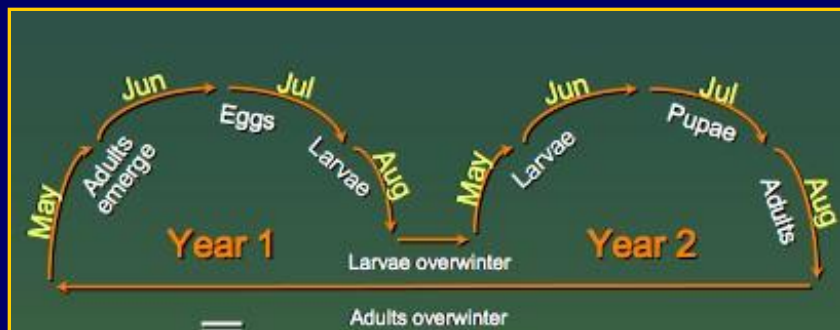 May
Adults
emerge
Jun
Eggs
Jul
Larvae
Aug
Year 1
Larvae overwinter
May
Larvae
Jun
Pupae
Jul
Adults
Aug
Year 2
Adults overwinter